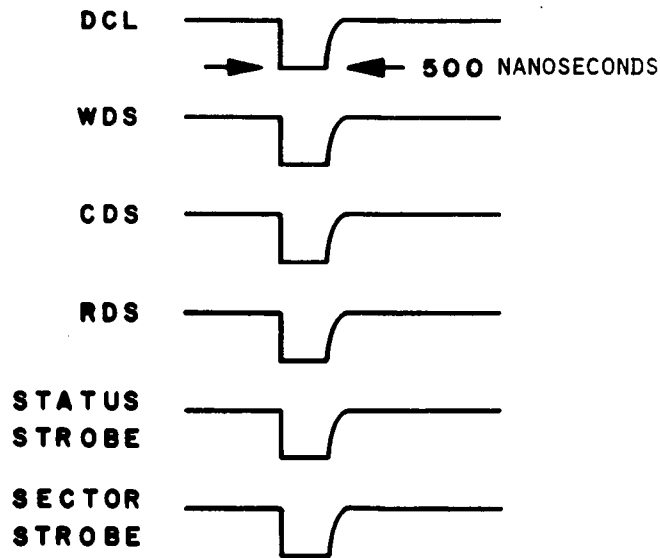 DCL
500 NANOSECONDS
WDS
CDS
RDS
STATUS
STROBE
SECTOR
STROBE